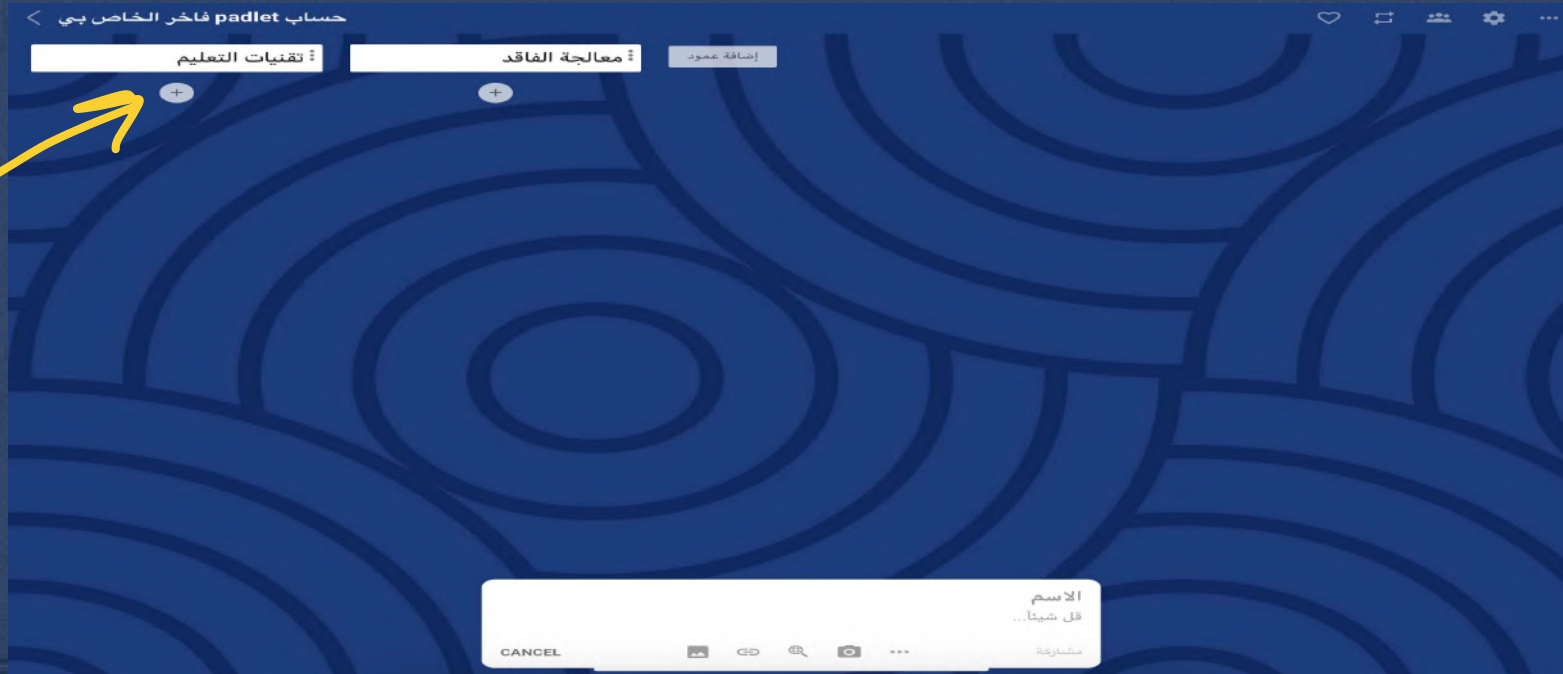 حساب padlet فاخر الخاص بي
تقنيات التعليم
معالجة الفاقد
إضافة عمود
الاسم
قل شيئاً...
CANCEL
مشاركة